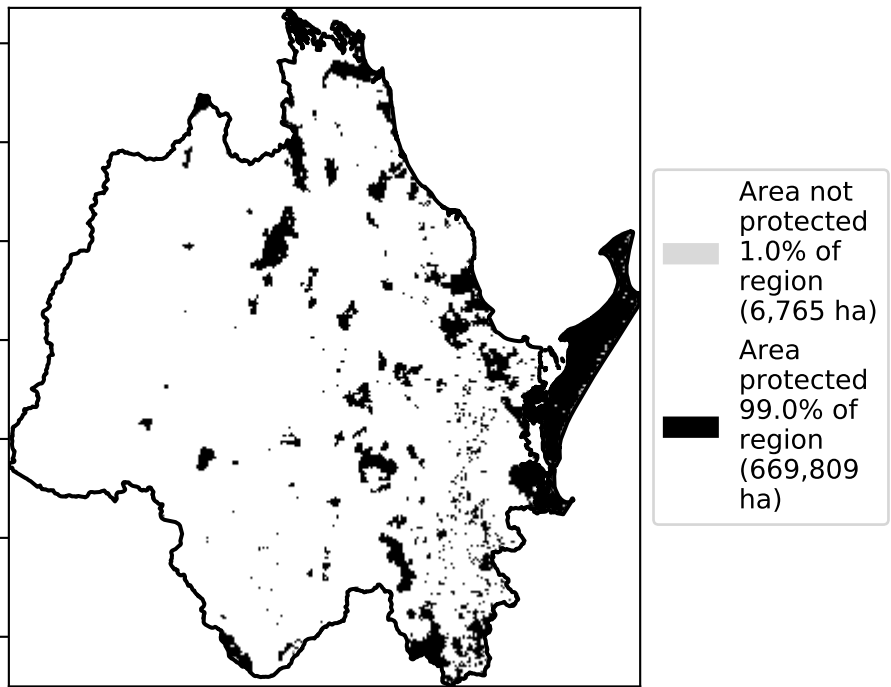 Area not
protected
1.0% of
region
(6,765 ha)
Area
protected
99.0% of
region
(669,809
ha)